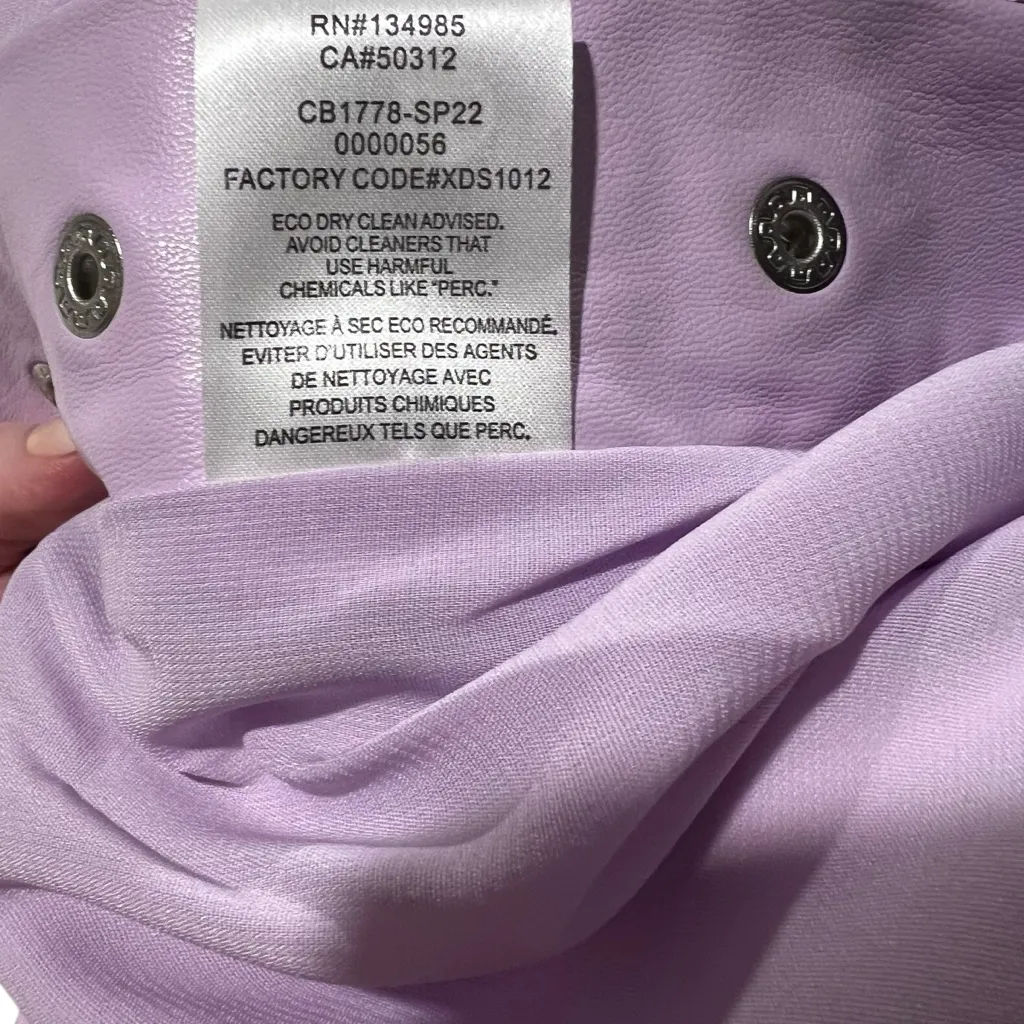 RN#134985
CA#50312
CB1778-SP22
0000056
FACTORY CODE#XDS1012
ECO DRY CLEAN ADVISED.
AVOID CLEANERS THAT
USE HARMFUL
CHEMICALS LIKE "PERC."
NETTOYAGE À SEC ECO RECOMMANDÉ.
EVITER D'UTILISER DES AGENTS
DE NETTOYAGE AVEC
PRODUITS CHIMIQUES
DANGEREUX TELS QUE PERC.